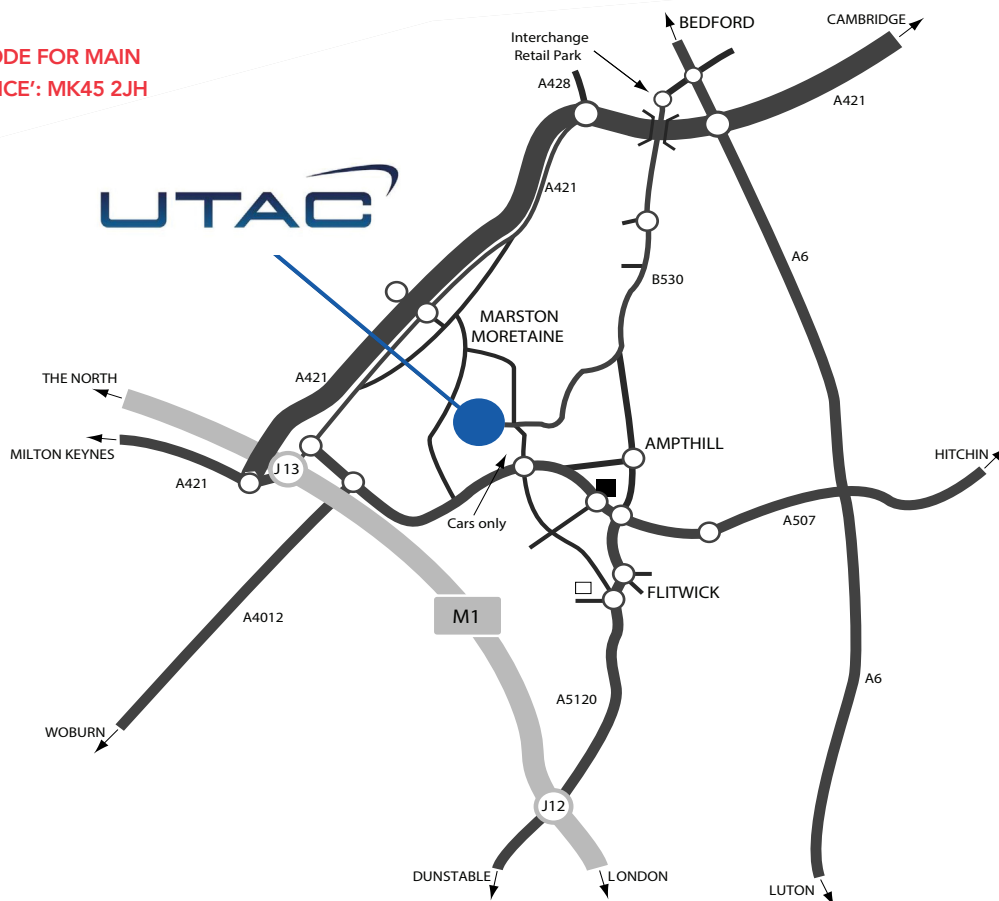 BEDFORD
CAMBRIDGE
Interchange
Retail Park
ODE FOR MAIN
A428
NCE’: MK45 2JH
A421
UTAC
A421
A6
B530
MARSTON
MORETAINE
A421
THE NORTH
AMPTHILL
MILTON KEYNES
HITCHIN
J13
A421
Cars only
A507
FLITWICK
M1
A4012
A6
A5120
WOBURN
J12
DUNSTABLE
LONDON
LUTON